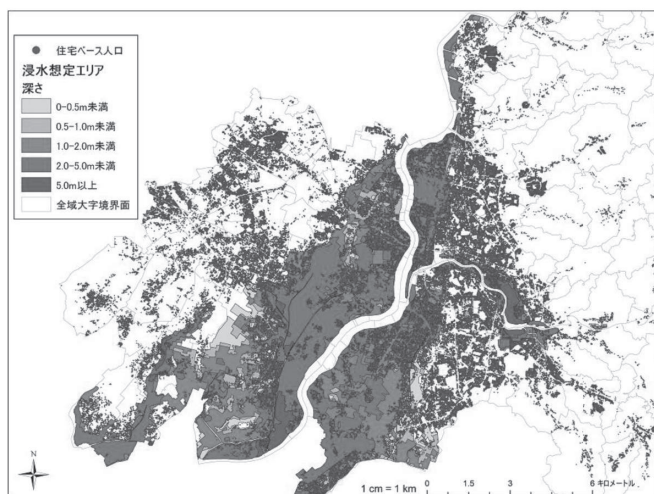 住宅ベース人口
浸水想定エリア
深さ
0-0.5m未満
0.5-1.0m未満
1.0-2.0m未満
2.0-5.0m未満
5.0m以上
全域大字境界面
N
1 cm = 1 km
0 1.5 3 6 キロメートル